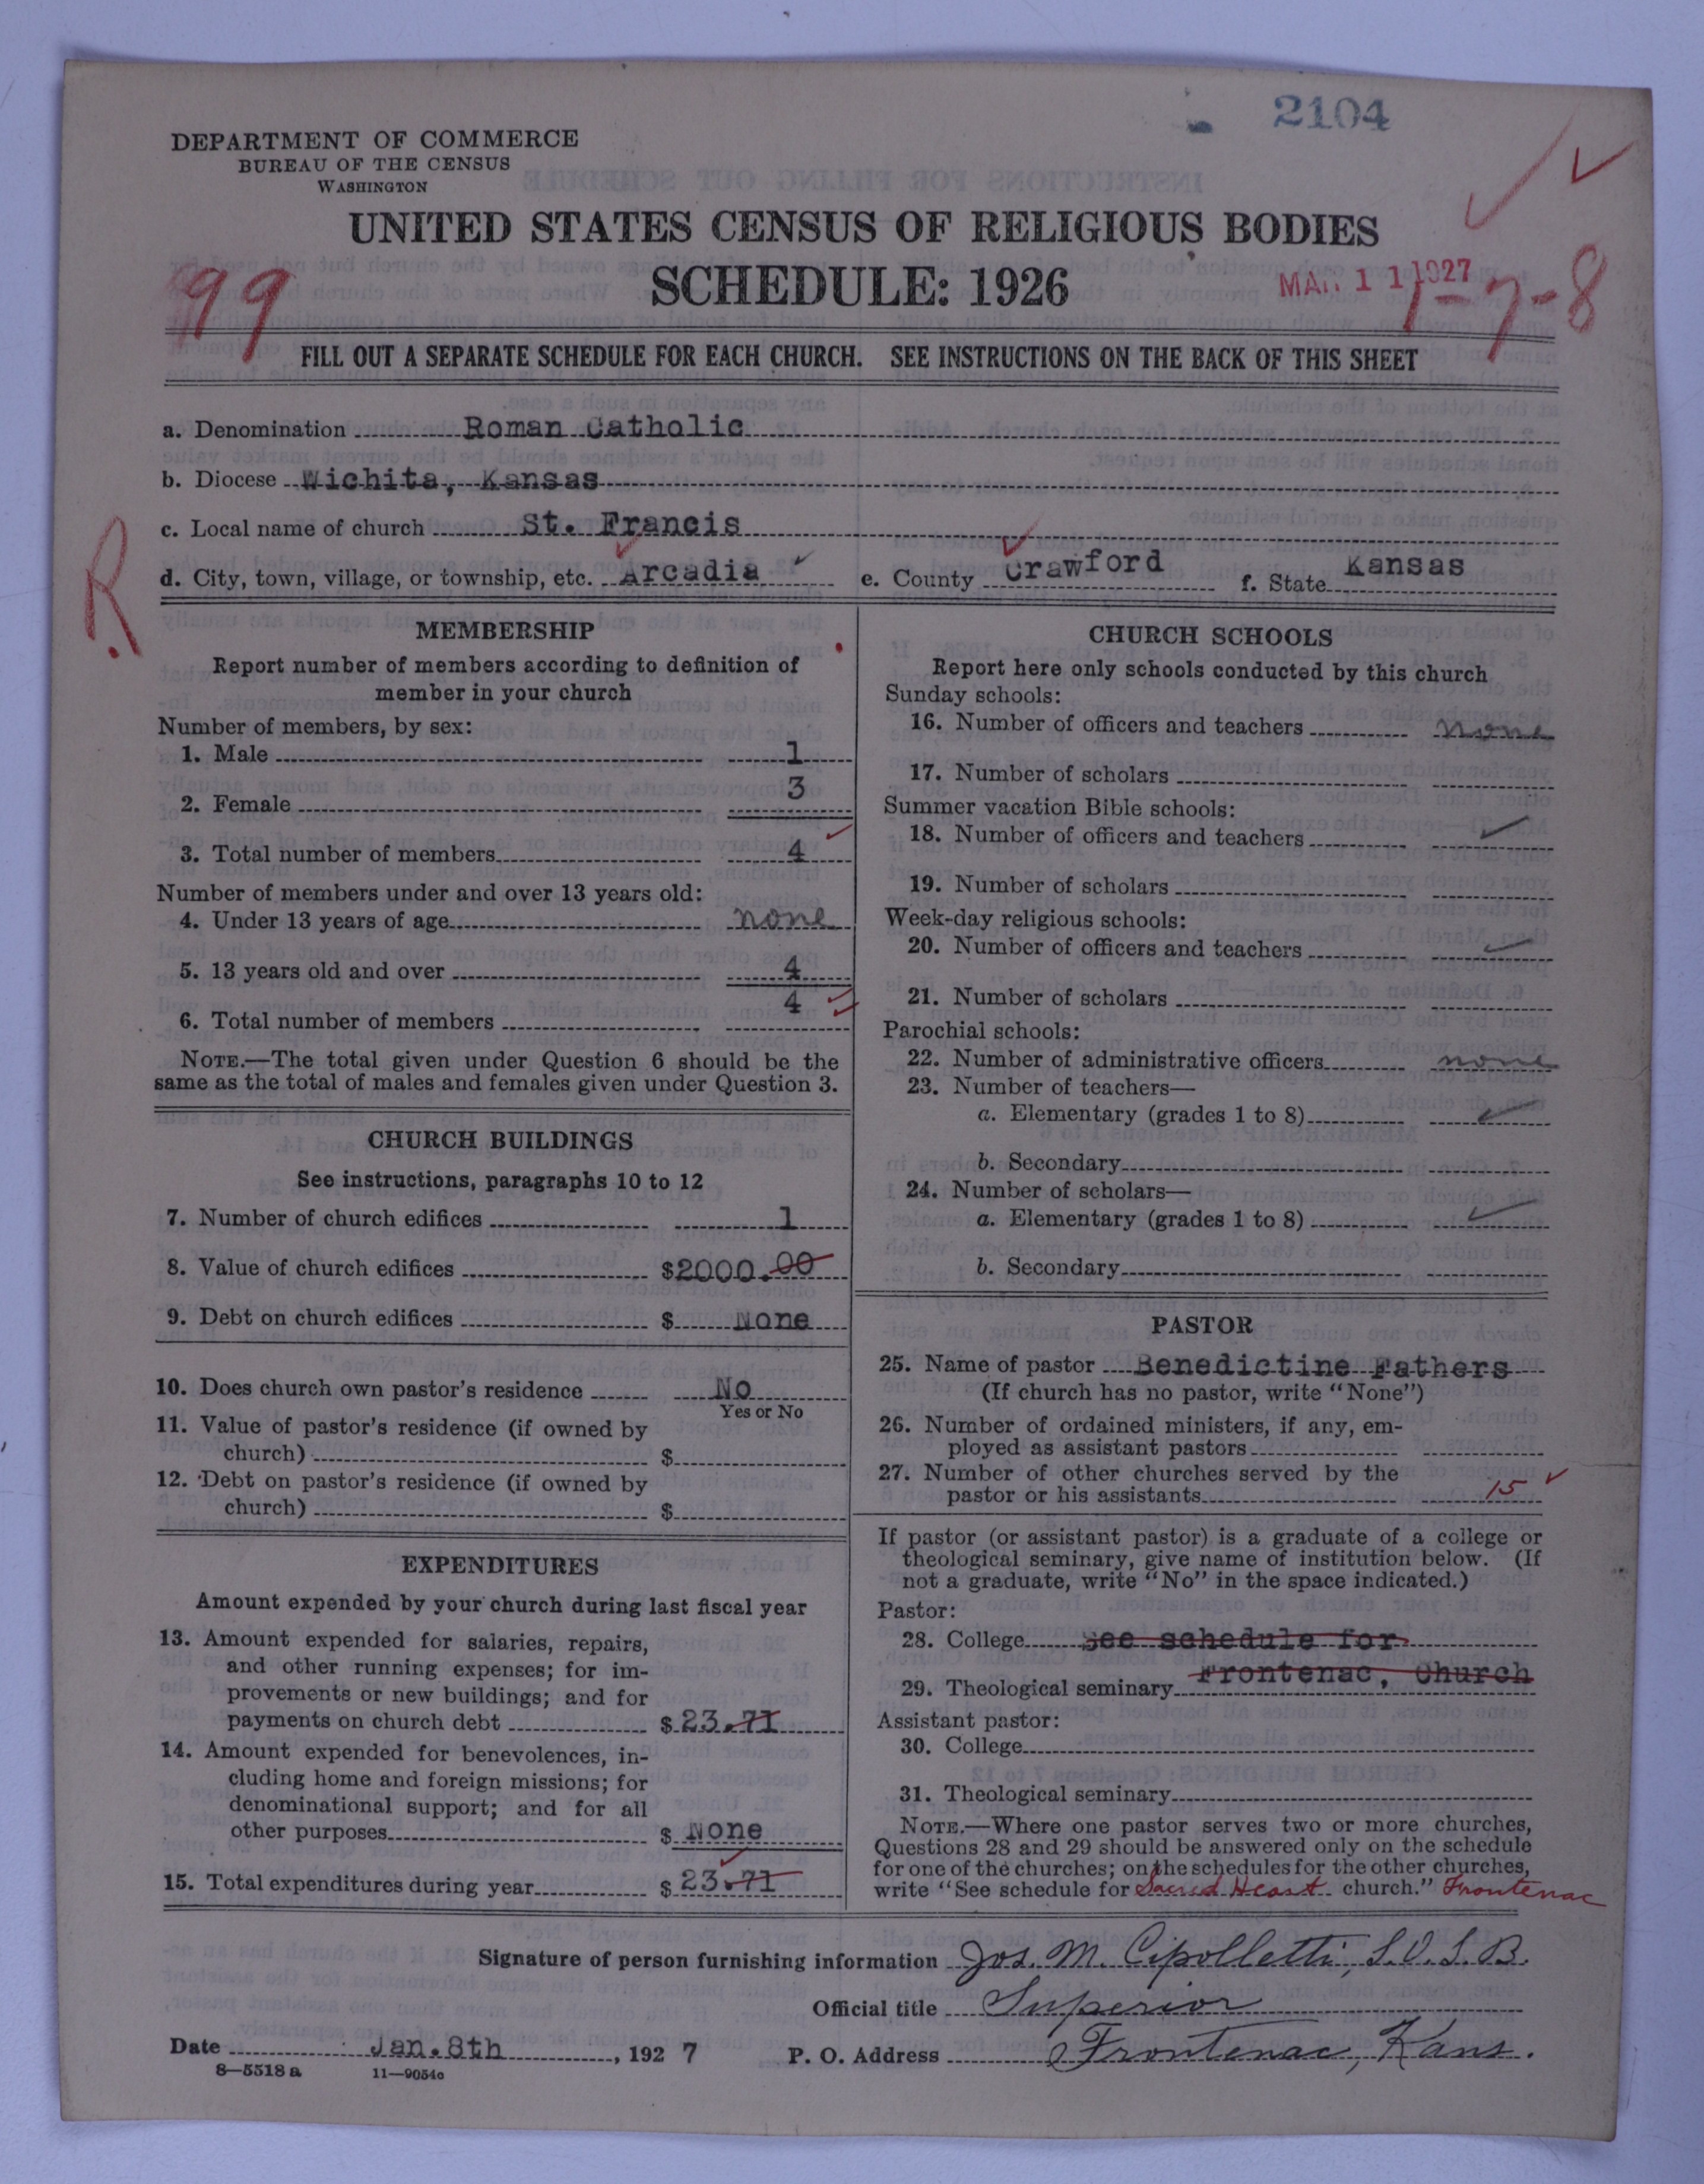 2104
DEPARTMENT OF COMMERCE
BUREAU OF THE CENSUS
WASHINGTON
UNITED STATES CENSUS OF RELIGIOUS BODIES
SCHEDULE: 1926
99
MAR 11 1927
1-7-8
FILL OUT A SEPARATE SCHEDULE FOR EACH CHURCH. SEE INSTRUCTIONS ON THE BACK OF THIS SHEET
a. Denomination Roman Catholic
b. Diocese Wichita, Kansas
c. Local name of church St. Francis
R.
d. City, town, village, or township, etc. Arcadia e. County Crawford f. State Kansas
MEMBERSHIP
Report number of members according to definition of
member in your church
Number of members, by sex:
1. Male 1
2. Female 3
3. Total number of members 4
Number of members under and over 13 years old:
4. Under 13 years of age none
5. 13 years old and over 4
6. Total number of members 4
NOTE.—The total given under Question 6 should be the
same as the total of males and females given under Question 3.
CHURCH BUILDINGS
See instructions, paragraphs 10 to 12
7. Number of church edifices 1
8. Value of church edifices $2000.00
9. Debt on church edifices $ None
10. Does church own pastor's residence No
Yes or No
11. Value of pastor's residence (if owned by
church) $
12. Debt on pastor's residence (if owned by
church) $
EXPENDITURES
Amount expended by your church during last fiscal year
13. Amount expended for salaries, repairs,
and other running expenses; for im-
provements or new buildings; and for
payments on church debt $ 23.71
14. Amount expended for benevolences, in-
cluding home and foreign missions; for
denominational support; and for all
other purposes $ None
15. Total expenditures during year $ 23.71
CHURCH SCHOOLS
Report here only schools conducted by this church
Sunday schools:
16. Number of officers and teachers none
17. Number of scholars
Summer vacation Bible schools:
18. Number of officers and teachers
19. Number of scholars
Week-day religious schools:
20. Number of officers and teachers
21. Number of scholars
Parochial schools:
22. Number of administrative officers none
23. Number of teachers—
a. Elementary (grades 1 to 8)
b. Secondary
24. Number of scholars—
a. Elementary (grades 1 to 8)
b. Secondary
PASTOR
25. Name of pastor Benedictine Fathers
(If church has no pastor, write "None")
26. Number of ordained ministers, if any, em-
ployed as assistant pastors
27. Number of other churches served by the
pastor or his assistants 15
If pastor (or assistant pastor) is a graduate of a college or
theological seminary, give name of institution below. (If
not a graduate, write "No" in the space indicated.)
Pastor:
28. College See schedule for
29. Theological seminary Frontenac, Church
Assistant pastor:
30. College
31. Theological seminary
NOTE.—Where one pastor serves two or more churches,
Questions 28 and 29 should be answered only on the schedule
for one of the churches; on the schedules for the other churches,
write "See schedule for Sacred Heart church." Frontenac
Signature of person furnishing information Jos. M. Cipolletti, S.O.S.B.
Official title Superior
Date Jan. 8th, 1927 P. O. Address Frontenac, Kans.
8—5518 a 11—9054o